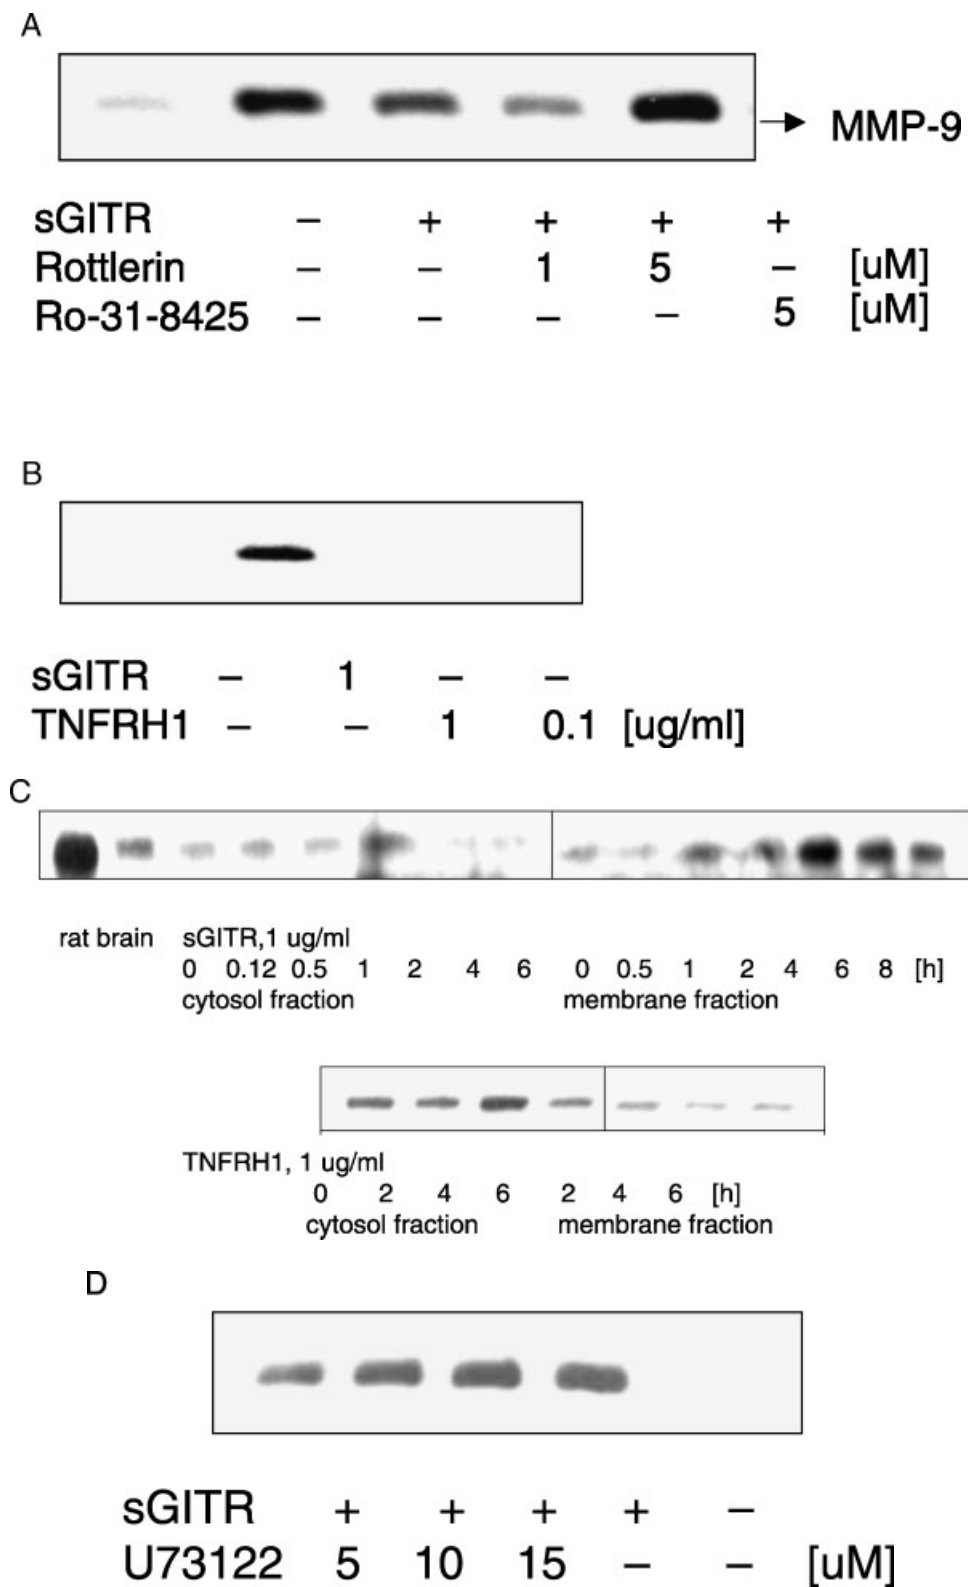 A
MMP-9
sGITR – + + + +
Rottlerin – – 1 5 – [uM]
Ro-31-8425 – – – – 5 [uM]
B
sGITR – 1 – –
TNFRH1 – – 1 0.1 [ug/ml]
C
rat brain sGITR,1 ug/ml
0 0.12 0.5 1 2 4 6 0 0.5 1 2 4 6 8 [h]
cytosol fraction membrane fraction
TNFRH1, 1 ug/ml
0 2 4 6 2 4 6 [h]
cytosol fraction membrane fraction
D
sGITR + + + + –
U73122 5 10 15 – – [uM]